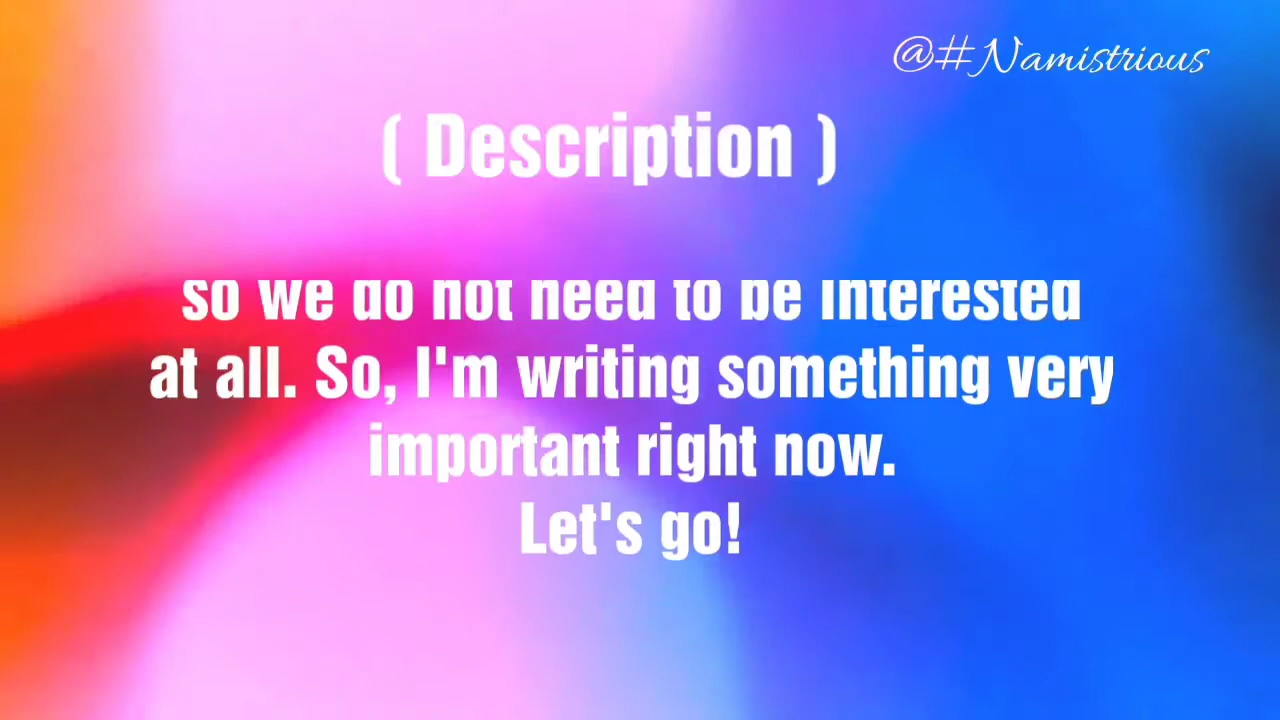 @#Namistrious
( Description )
so we do not need to be interested
at all. So, I'm writing something very
important right now.
Let's go!